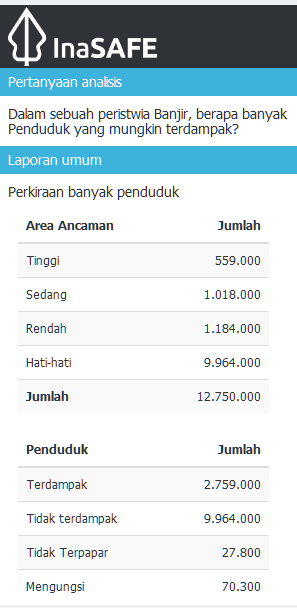 InaSAFE
Pertanyaan analisis
Dalam sebuah peristwia Banjir, berapa banyak
Penduduk yang mungkin terdampak?
Laporan umum
Perkiraan banyak penduduk
Area Ancaman Jumlah
Tinggi 559.000
Sedang 1.018.000
Rendah 1.184.000
Hati-hati 9.964.000
Jumlah 12.750.000
Penduduk Jumlah
Terdampak 2.759.000
Tidak terdampak 9.964.000
Tidak Terpapar 27.800
Mengungsi 70.300